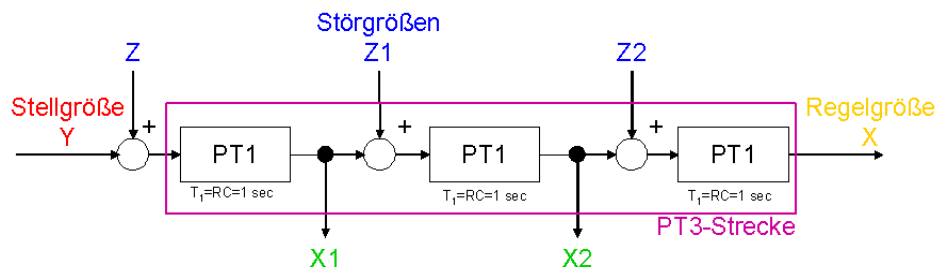 Störgrößen
Z
Z1
Z2
Stellgröße
Y
Regelgröße
X
+
+
+
PT1
PT1
PT1
T₁=RC=1 sec
T₁=RC=1 sec
T₁=RC=1 sec
PT3-Strecke
X1
X2